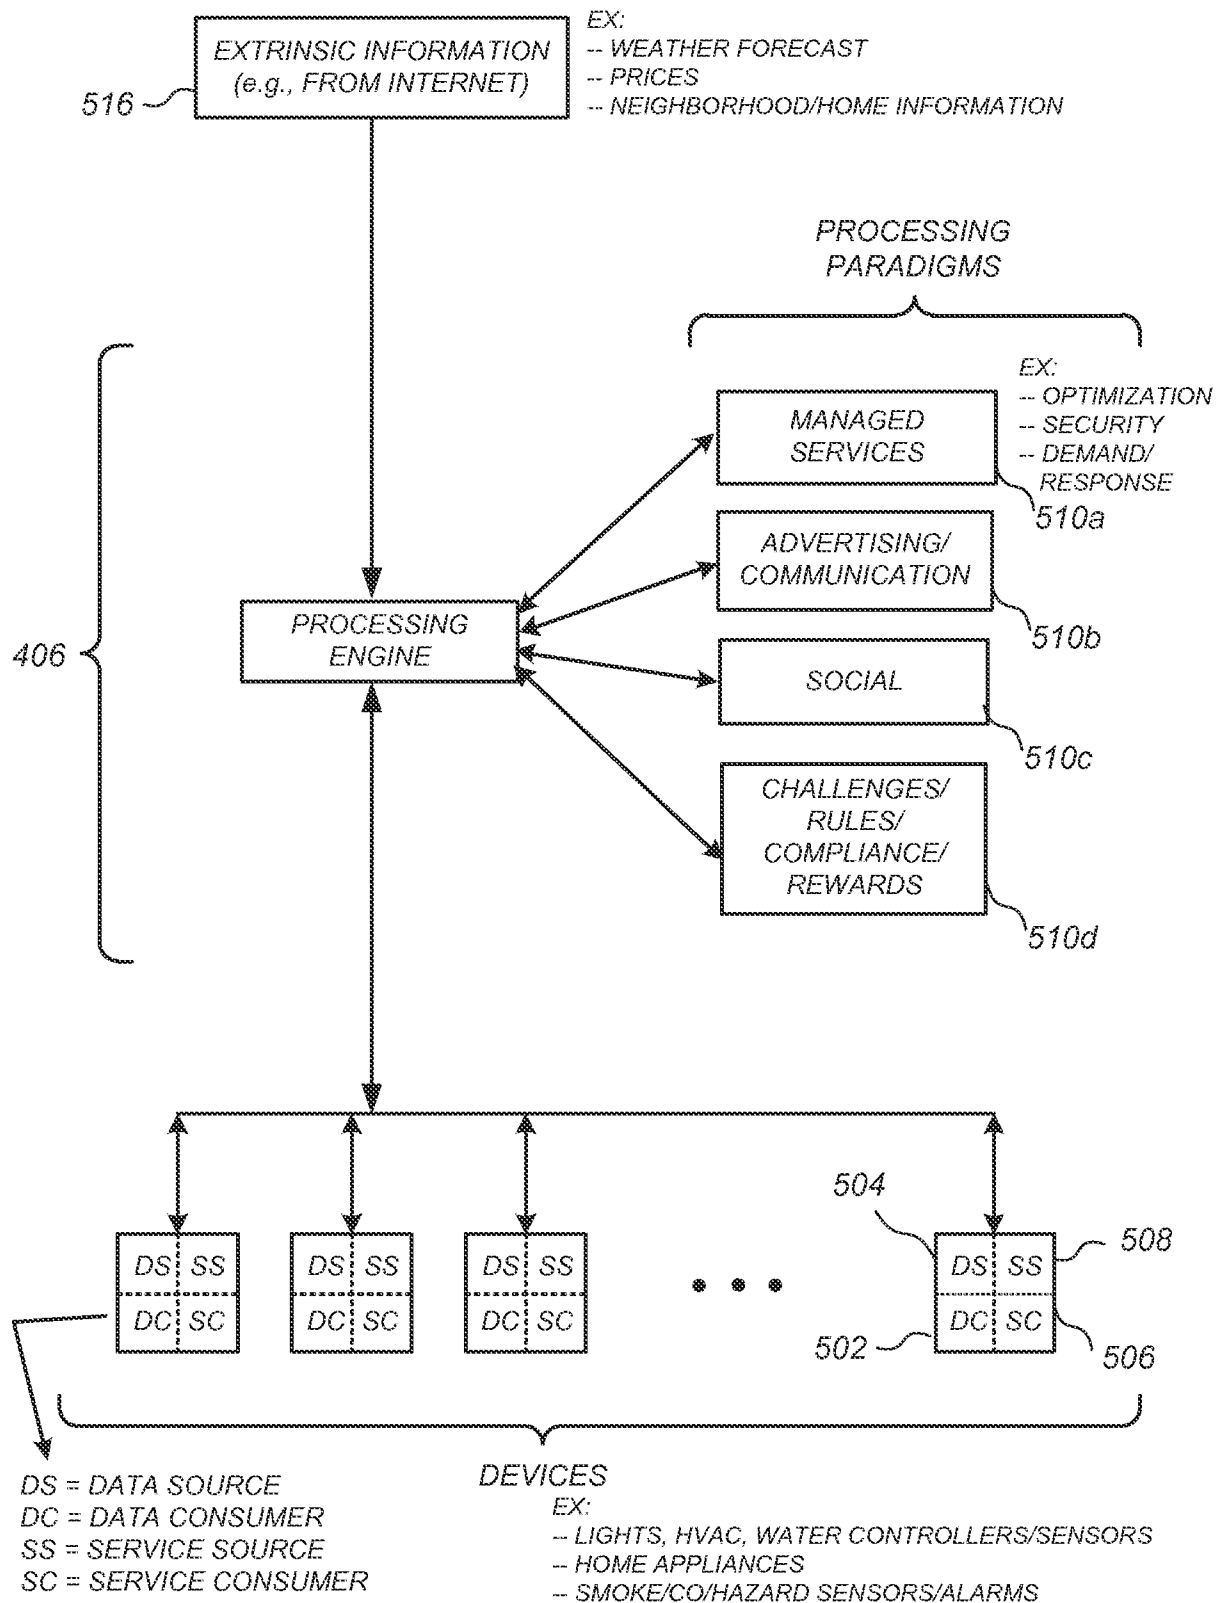 EXTRINSIC INFORMATION
(e.g., FROM INTERNET)
516
EX:
-- WEATHER FORECAST
-- PRICES
-- NEIGHBORHOOD/HOME INFORMATION
PROCESSING
PARADIGMS
406
PROCESSING
ENGINE
MANAGED
SERVICES
EX:
-- OPTIMIZATION
-- SECURITY
-- DEMAND/
RESPONSE
510a
ADVERTISING/
COMMUNICATION
510b
SOCIAL
510c
CHALLENGES/
RULES/
COMPLIANCE/
REWARDS
510d
504
508
DS SS
DC SC
DS SS
DC SC
DS SS
DC SC
DS SS
DC SC
502
506
DS = DATA SOURCE
DC = DATA CONSUMER
SS = SERVICE SOURCE
SC = SERVICE CONSUMER
DEVICES
EX:
-- LIGHTS, HVAC, WATER CONTROLLERS/SENSORS
-- HOME APPLIANCES
-- SMOKE/CO/HAZARD SENSORS/ALARMS